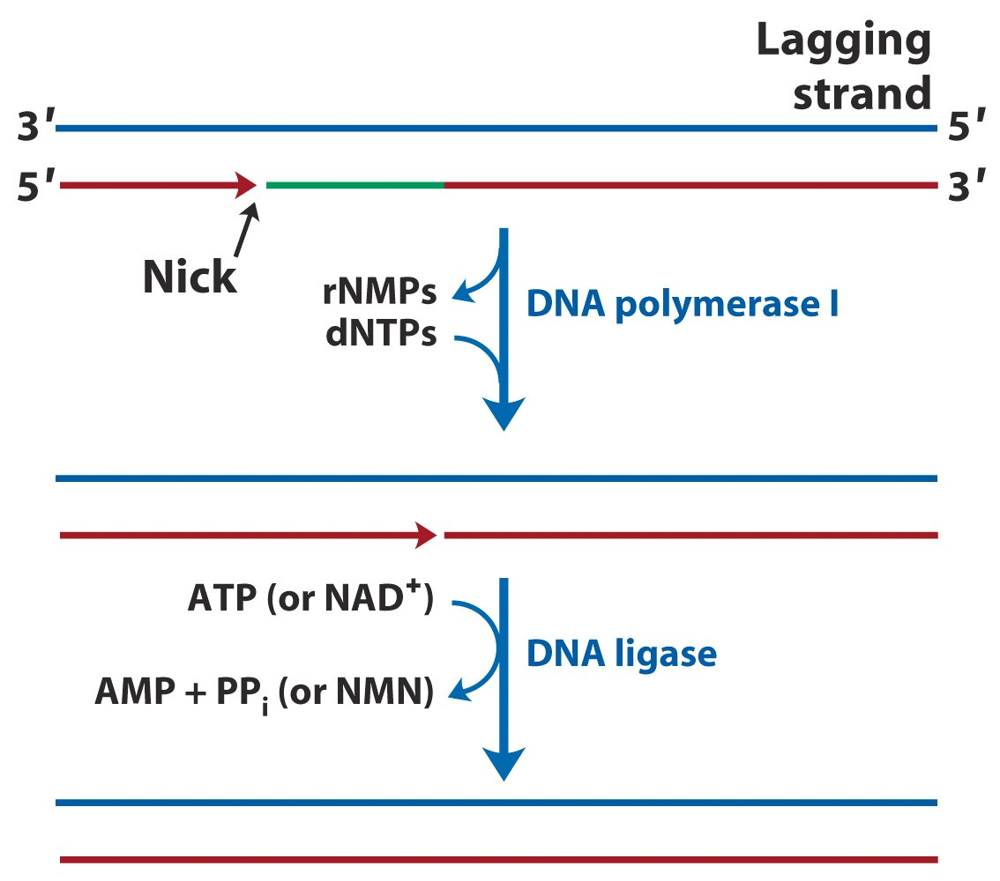 Lagging
strand
3′
5′
5′
3′
Nick
rNMPs
dNTPs
DNA polymerase I
ATP (or NAD⁺)
DNA ligase
AMP + PPᵢ (or NMN)